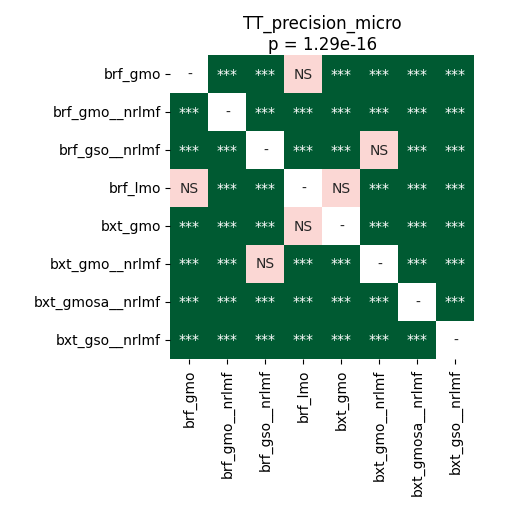 TT_precision_micro
p = 1.29e-16
brf_gmo - *** *** NS *** *** *** ***
brf_gmo__nrlmf *** - *** *** *** *** *** ***
brf_gso__nrlmf *** *** - *** *** NS *** ***
brf_lmo NS *** *** - NS *** *** ***
bxt_gmo *** *** *** NS - *** *** ***
bxt_gmo__nrlmf *** *** NS *** *** - *** ***
bxt_gmosa__nrlmf *** *** *** *** *** *** - ***
bxt_gso__nrlmf *** *** *** *** *** *** *** -
brf_gmo
brf_gmo__nrlmf
brf_gso__nrlmf
brf_lmo
bxt_gmo
bxt_gmo__nrlmf
bxt_gmosa__nrlmf
bxt_gso__nrlmf